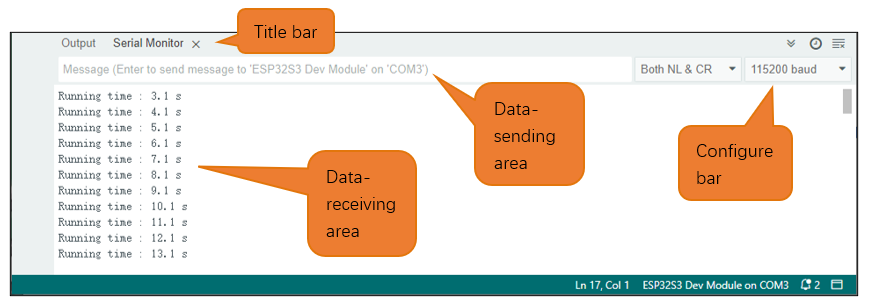 Title bar
Output Serial Monitor
Message (Enter to send message to 'ESP32S3 Dev Module' on 'COM3') Both NL & CR 115200 baud
Running time : 3.1 s
Running time : 4.1 s
Running time : 5.1 s
Running time : 6.1 s
Running time : 7.1 s
Running time : 8.1 s
Running time : 9.1 s
Running time : 10.1 s
Running time : 11.1 s
Running time : 12.1 s
Running time : 13.1 s
Data-
sending
area
Configure
bar
Data-
receiving
area
Ln 17, Col 1 ESP32S3 Dev Module on COM3 2